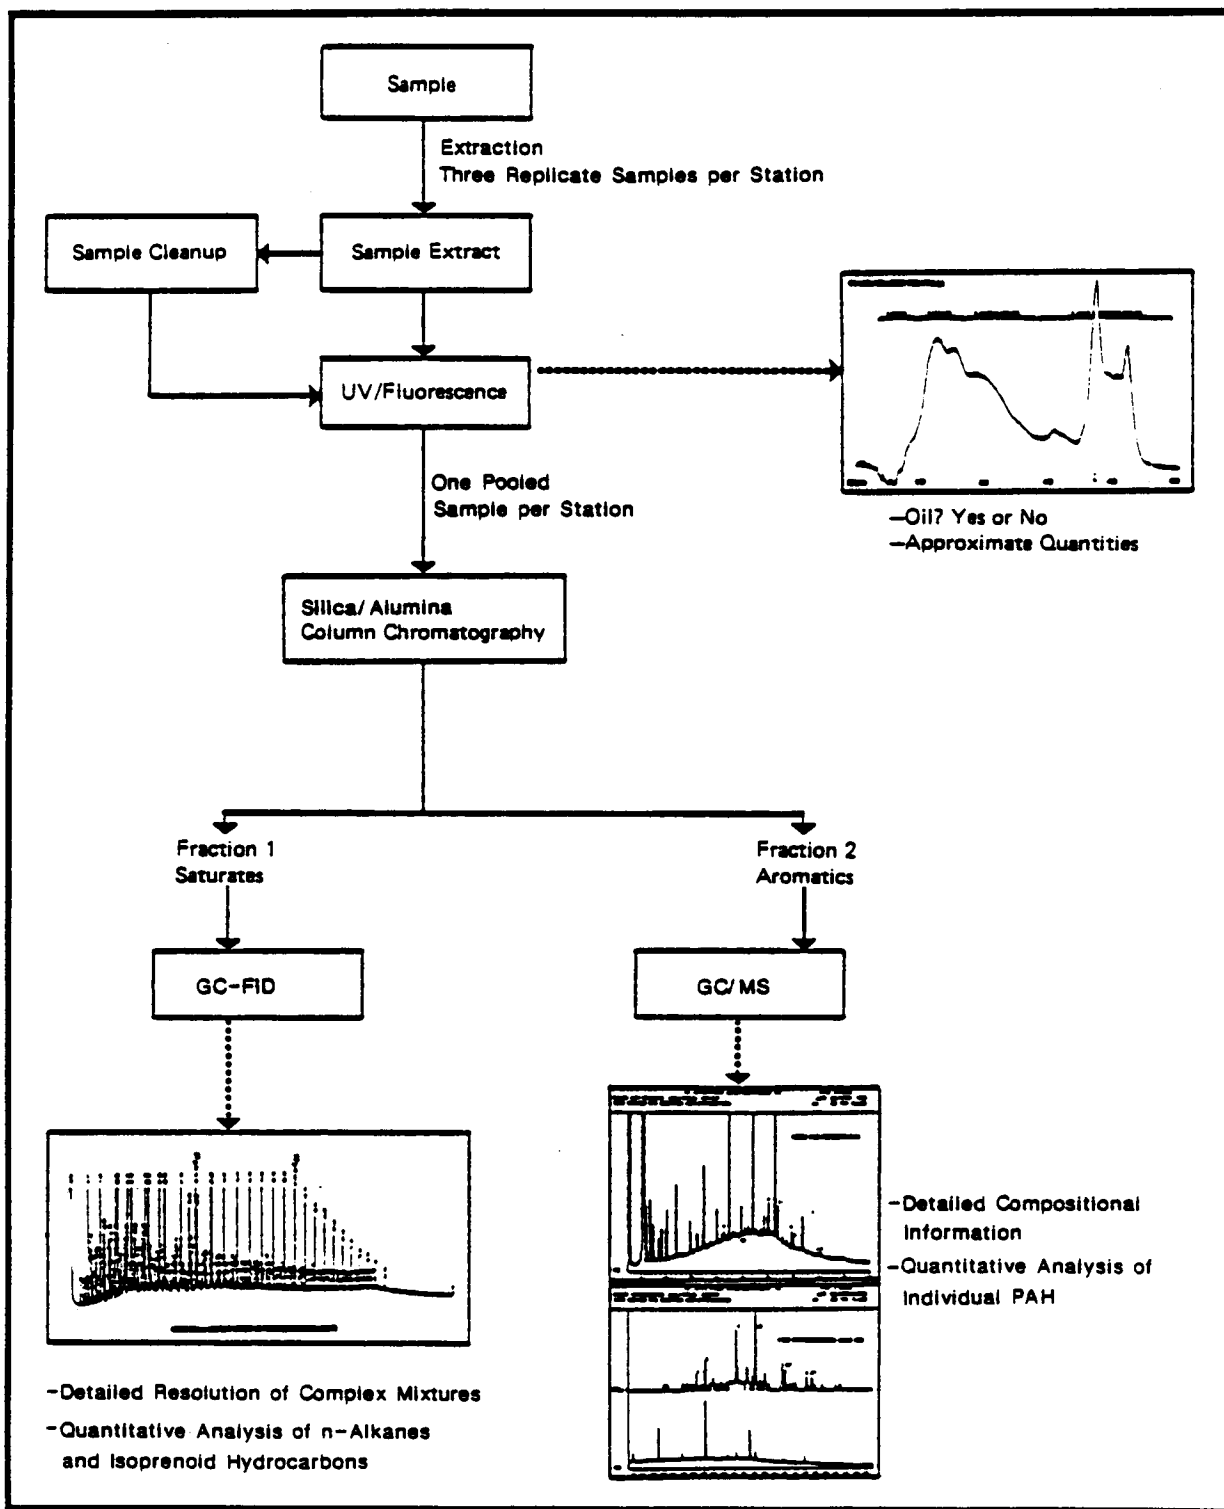 Sample
Extraction
Three Replicate Samples per Station
Sample Cleanup
Sample Extract
UV/Fluorescence
One Pooled
Sample per Station
—Oil? Yes or No
—Approximate Quantities
Silica/Alumina
Column Chromatography
Fraction 1
Saturates
Fraction 2
Aromatics
GC-FID
GC/MS
-Detailed Compositional
Information
-Quantitative Analysis of
Individual PAH
-Detailed Resolution of Complex Mixtures
-Quantitative Analysis of n-Alkanes
and Isoprenoid Hydrocarbons